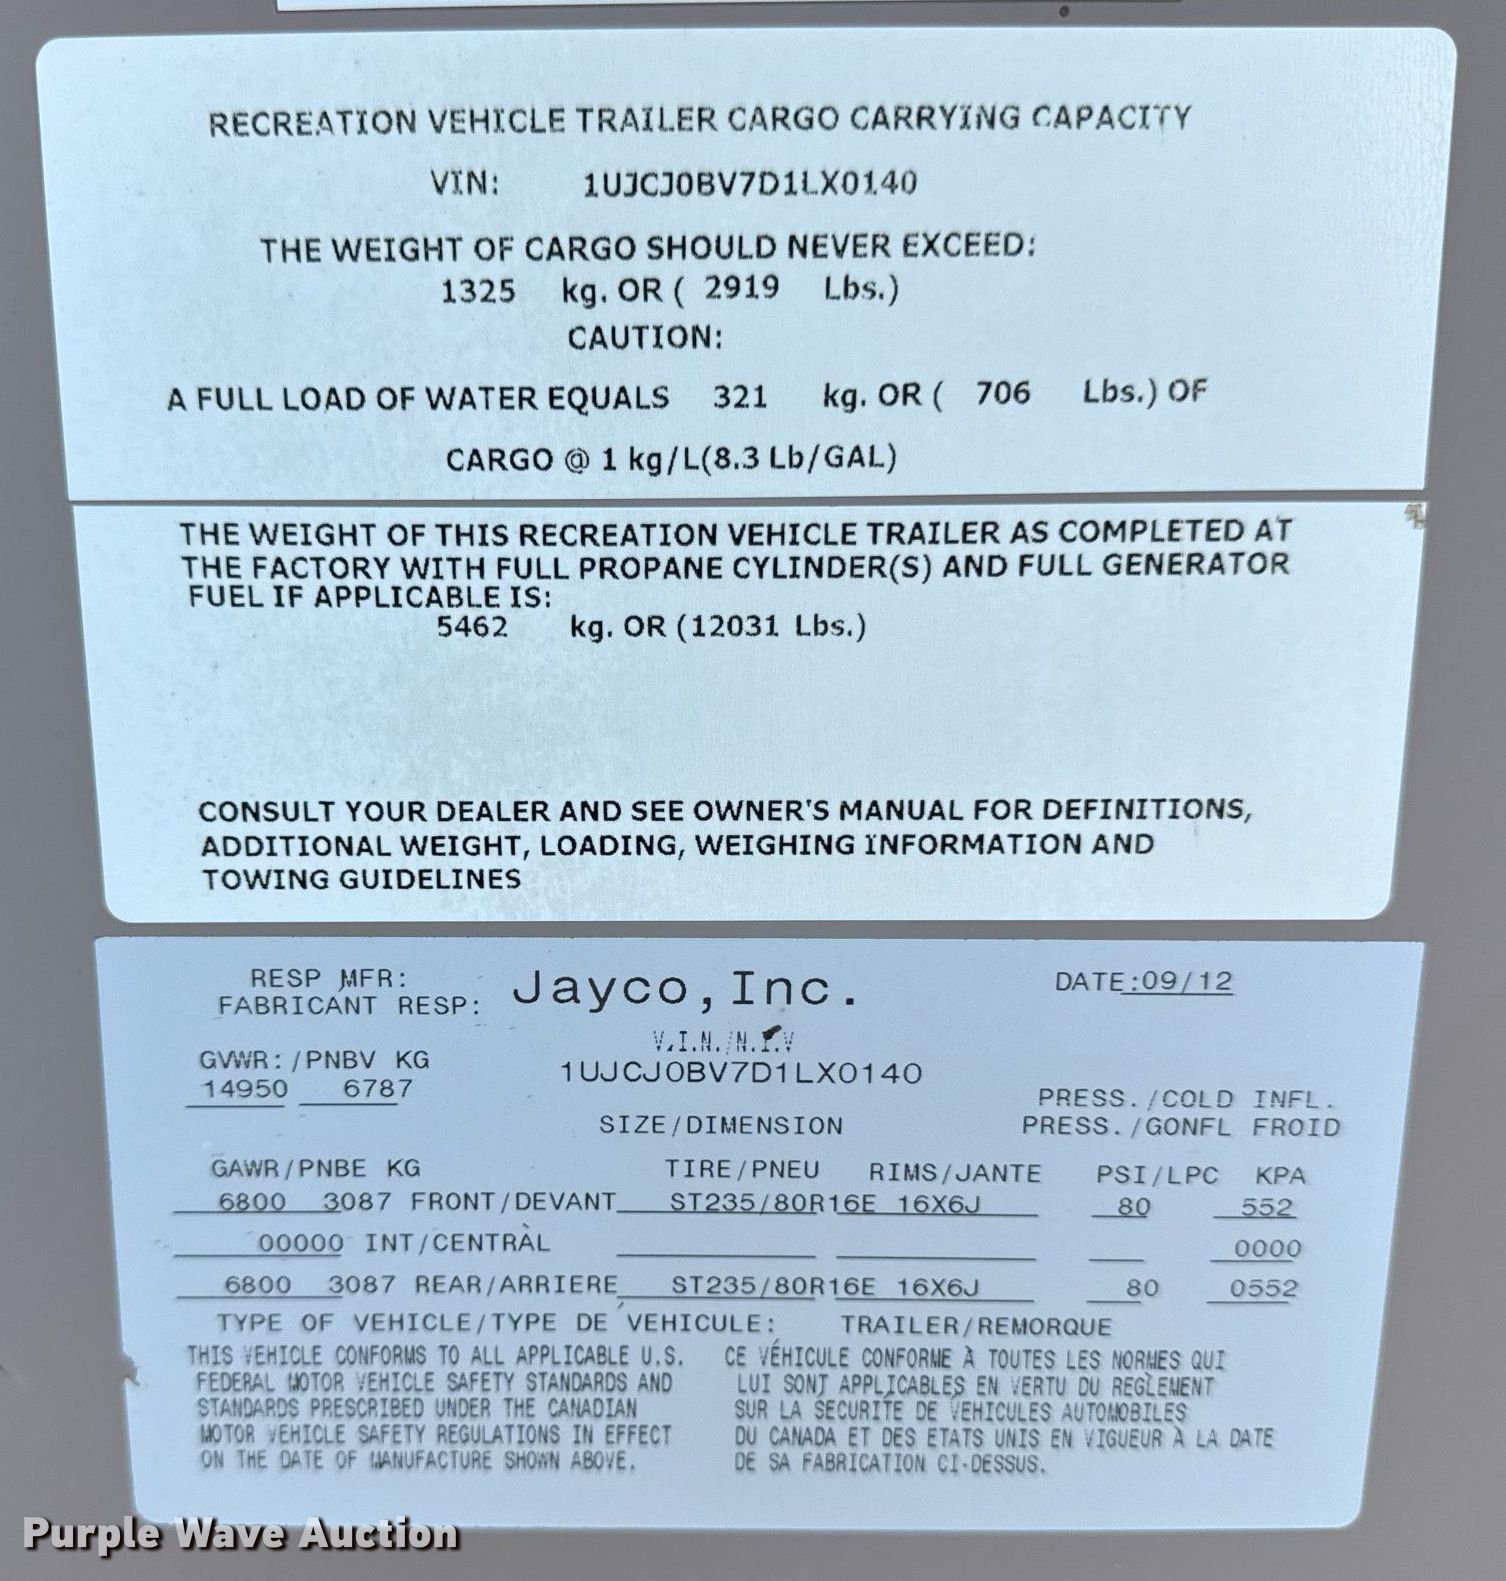 RECREATION VEHICLE TRAILER CARGO CARRYING CAPACITY
VIN: 1UJCJ0BV7D1LX0140
THE WEIGHT OF CARGO SHOULD NEVER EXCEED:
1325 kg. OR ( 2919 Lbs.)
CAUTION:
A FULL LOAD OF WATER EQUALS 321 kg. OR ( 706 Lbs.) OF
CARGO @ 1 kg/L(8.3 Lb/GAL)
THE WEIGHT OF THIS RECREATION VEHICLE TRAILER AS COMPLETED AT
THE FACTORY WITH FULL PROPANE CYLINDER(S) AND FULL GENERATOR
FUEL IF APPLICABLE IS:
5462 kg. OR (12031 Lbs.)
CONSULT YOUR DEALER AND SEE OWNER'S MANUAL FOR DEFINITIONS,
ADDITIONAL WEIGHT, LOADING, WEIGHING INFORMATION AND
TOWING GUIDELINES
RESP MFR: Jayco, Inc. DATE:09/12
FABRICANT RESP:
V.I.N./N.I.V
GVWR:/PNBV KG
1UJCJ0BV7D1LX0140
14950 6787
PRESS./COLD INFL.
SIZE/DIMENSION PRESS./GONFL FROID
GAWR/PNBE KG TIRE/PNEU RIMS/JANTE PSI/LPC KPA
6800 3087 FRONT/DEVANT ST235/80R16E 16X6J 80 552
00000 INT/CENTRÀL 0000
6800 3087 REAR/ARRIERE ST235/80R16E 16X6J 80 0552
TYPE OF VEHICLE/TYPE DE VEHICULE: TRAILER/REMORQUE
THIS VEHICLE CONFORMS TO ALL APPLICABLE U.S.
FEDERAL MOTOR VEHICLE SAFETY STANDARDS AND
STANDARDS PRESCRIBED UNDER THE CANADIAN
MOTOR VEHICLE SAFETY REGULATIONS IN EFFECT
ON THE DATE OF MANUFACTURE SHOWN ABOVE.
CE VÉHICULE CONFORME À TOUTES LES NORMES QUI
LUI SONT APPLICABLES EN VERTU DU REGLEMENT
SUR LA SÉCURITÉ DE VÉHICULES AUTOMOBILES
DU CANADA ET DES ETATS UNIS EN VIGUEUR À LA DATE
DE SA FABRICATION CI-DESSUS.
Purple Wave Auction